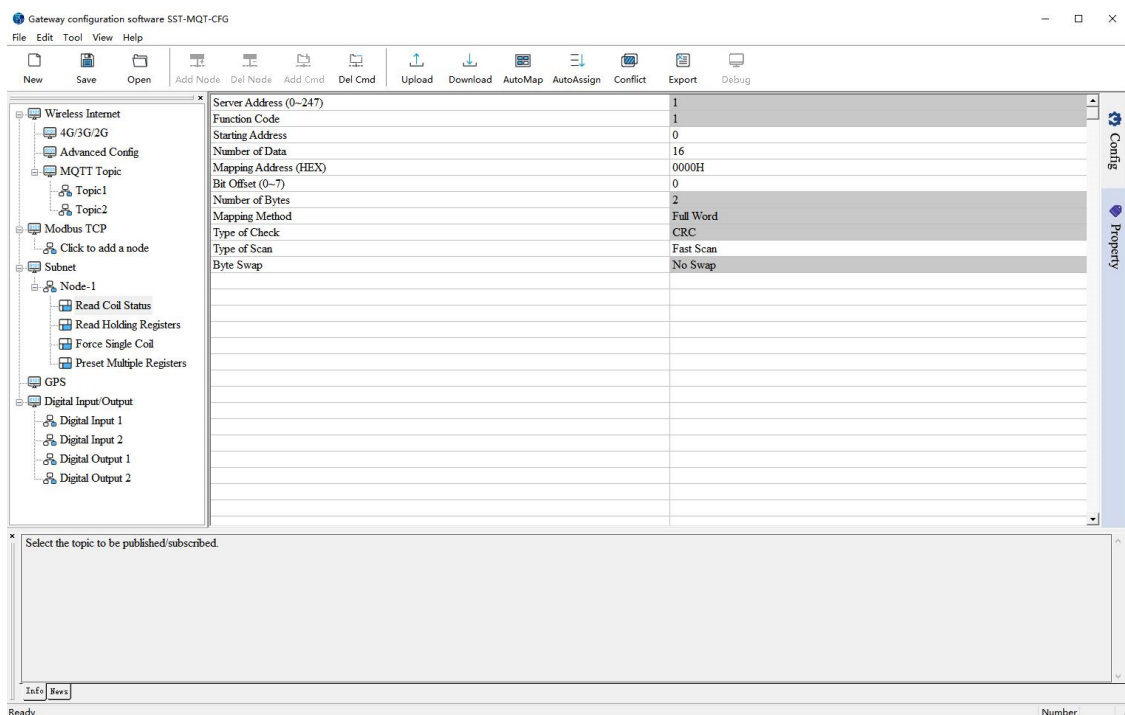 Gateway configuration software SST-MQT-CFG
File Edit Tool View Help
New Save Open Add Node Del Node Add Cmd Del Cmd Upload Download AutoMap AutoAssign Conflict Export Debug
Wireless Internet
4G/3G/2G
Advanced Config
MQTT Topic
Topic1
Topic2
Modbus TCP
Click to add a node
Subnet
Node-1
Read Coil Status
Read Holding Registers
Force Single Coil
Preset Multiple Registers
GPS
Digital Input/Output
Digital Input 1
Digital Input 2
Digital Output 1
Digital Output 2
Server Address (0~247) 1
Function Code 1
Starting Address 0
Number of Data 16
Mapping Address (HEX) 0000H
Bit Offset (0~7) 0
Number of Bytes 2
Mapping Method Full Word
Type of Check CRC
Type of Scan Fast Scan
Byte Swap No Swap
Config
Property
Select the topic to be published/subscribed.
Info News
Ready Number